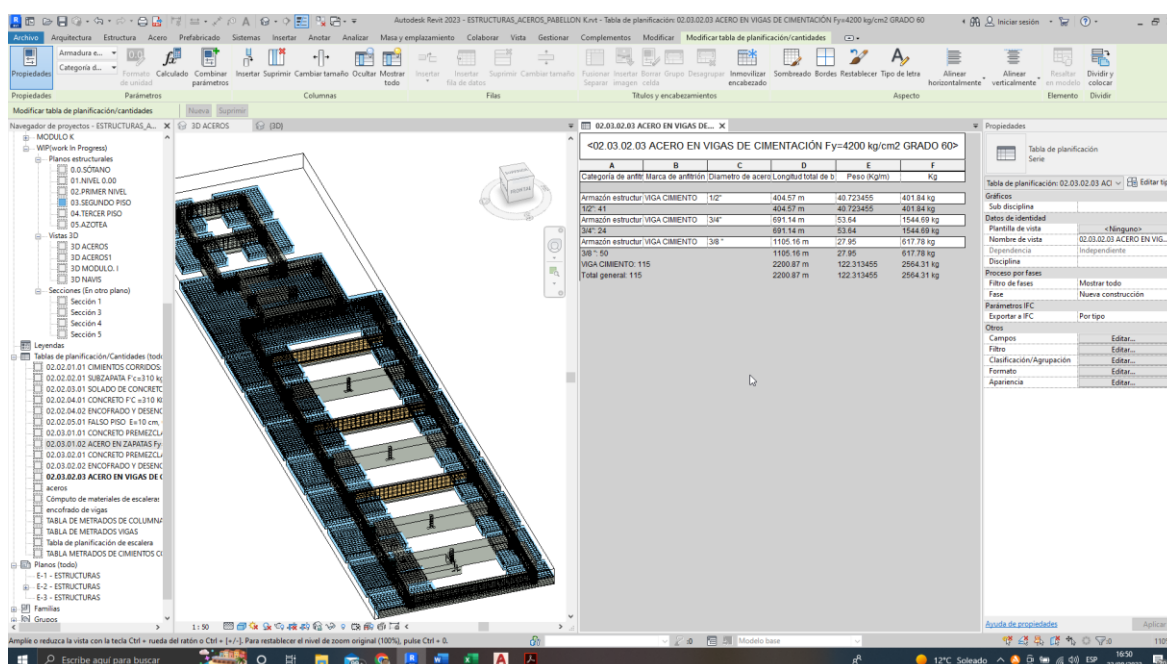 Autodesk Revit 2023 - ESTRUCTURAS_ACEROS_PABELLON K.rvt - Tabla de planificación: 02.03.02.03 ACERO EN VIGAS DE CIMENTACIÓN Fy=4200 kg/cm2 GRADO 60
Iniciar sesión
Archivo Arquitectura Estructura Acero Prefabricado Sistemas Insertar Anotar Analizar Masa y emplazamiento Colaborar Vista Gestionar Complementos Modificar Modificar tabla de planificación/cantidades
Armadura e...
Categoría d...
Propiedades
Formato de unidad
Calculado
Combinar parámetros
Insertar Suprimir Cambiar tamaño Ocultar Mostrar todo
Insertar
Insertar fila de datos
Suprimir Cambiar tamaño
Fusionar Separar
Insertar imagen
Borrar celda
Grupo Desagrupar
Inmovilizar encabezado
Sombreado Bordes Restablecer Tipo de letra
Alinear horizontalmente
Alinear verticalmente
Resaltar en modelo
Dividir y colocar
Propiedades Parámetros Columnas Filas Títulos y encabezamientos Aspecto Elemento Dividir
Modificar tabla de planificación/cantidades
Nueva Suprimir
Navegador de proyectos - ESTRUCTURAS_A...
MODULO K
WIP(work In Progress)
Planos estructurales
0.0.SÓTANO
01.NIVEL 0.00
02.PRIMER NIVEL
03.SEGUNDO PISO
04.TERCER PISO
05.AZOTEA
Vistas 3D
3D ACEROS
3D ACEROS1
3D MODULO. I
3D NAVIS
Secciones (En otro plano)
Sección 1
Sección 3
Sección 4
Sección 5
Leyendas
Tablas de planificación/Cantidades (todo
02.02.01.01 CIMIENTOS CORRIDOS:
02.02.02.01 SUBZAPATA F'c=310 kg
02.02.03.01 SOLADO DE CONCRETO
02.02.04.01 CONCRETO F'C =310 K
02.02.04.02 ENCOFRADO Y DESENC
02.02.05.01 FALSO PISO E=10 cm,
02.03.01.01 CONCRETO PREMEZCL
02.03.01.02 ACERO EN ZAPATAS Fy
02.03.02.01 CONCRETO PREMEZCL
02.03.02.02 ENCOFRADO Y DESENC
02.03.02.03 ACERO EN VIGAS DE
aceros
Cómputo de materiales de escalera
encofrado de vigas
TABLA DE METRADOS DE COLUMNA
TABLA DE METRADOS VIGAS
Tabla de planificación de escalera
TABLA METRADOS DE CIMIENTOS
Planos (todo)
E-1 - ESTRUCTURAS
E-2 - ESTRUCTURAS
E-3 - ESTRUCTURAS
Familias
Grupos
3D ACEROS
{3D}
FRONTAL
1 : 50
02.03.02.03 ACERO EN VIGAS DE...
<02.03.02.03 ACERO EN VIGAS DE CIMENTACIÓN Fy=4200 kg/cm2 GRADO 60>
A B C D E F
Categoría de anfitr Marca de anfitrión Diametro de acero Longitud total de b Peso (Kg/m) Kg
Armazón estructur VIGA CIMIENTO 1/2" 404.57 m 40.723455 401.84 kg
1/2": 41 404.57 m 40.723455 401.84 kg
Armazón estructur VIGA CIMIENTO 3/4" 691.14 m 53.64 1544.69 kg
3/4": 24 691.14 m 53.64 1544.69 kg
Armazón estructur VIGA CIMIENTO 3/8 " 1105.16 m 27.95 617.78 kg
3/8 ": 50 1105.16 m 27.95 617.78 kg
VIGA CIMIENTO: 115 2200.87 m 122.313455 2564.31 kg
Total general: 115 2200.87 m 122.313455 2564.31 kg
Propiedades
Tabla de planificación
Serie
Tabla de planificación: 02.03.02.03 ACI
Editar tip
Gráficos
Sub disciplina
Datos de identidad
Plantilla de vista <Ninguno>
Nombre de vista 02.03.02.03 ACERO EN VIG...
Dependencia Independiente
Disciplina
Proceso por fases
Filtro de fases Mostrar todo
Fase Nueva construcción
Parámetros IFC
Exportar a IFC Por tipo
Otros
Campos Editar...
Filtro Editar...
Clasificación/Agrupación Editar...
Formato Editar...
Apariencia Editar...
Ayuda de propiedades
Aplicar
Amplíe o reduzca la vista con la tecla Ctrl + rueda del ratón o Ctrl + [+/-]. Para restablecer el nivel de zoom original (100%), pulse Ctrl + 0.
:0
Modelo base
:0
Escribe aquí para buscar
12°C Soleado
ESP
16:50